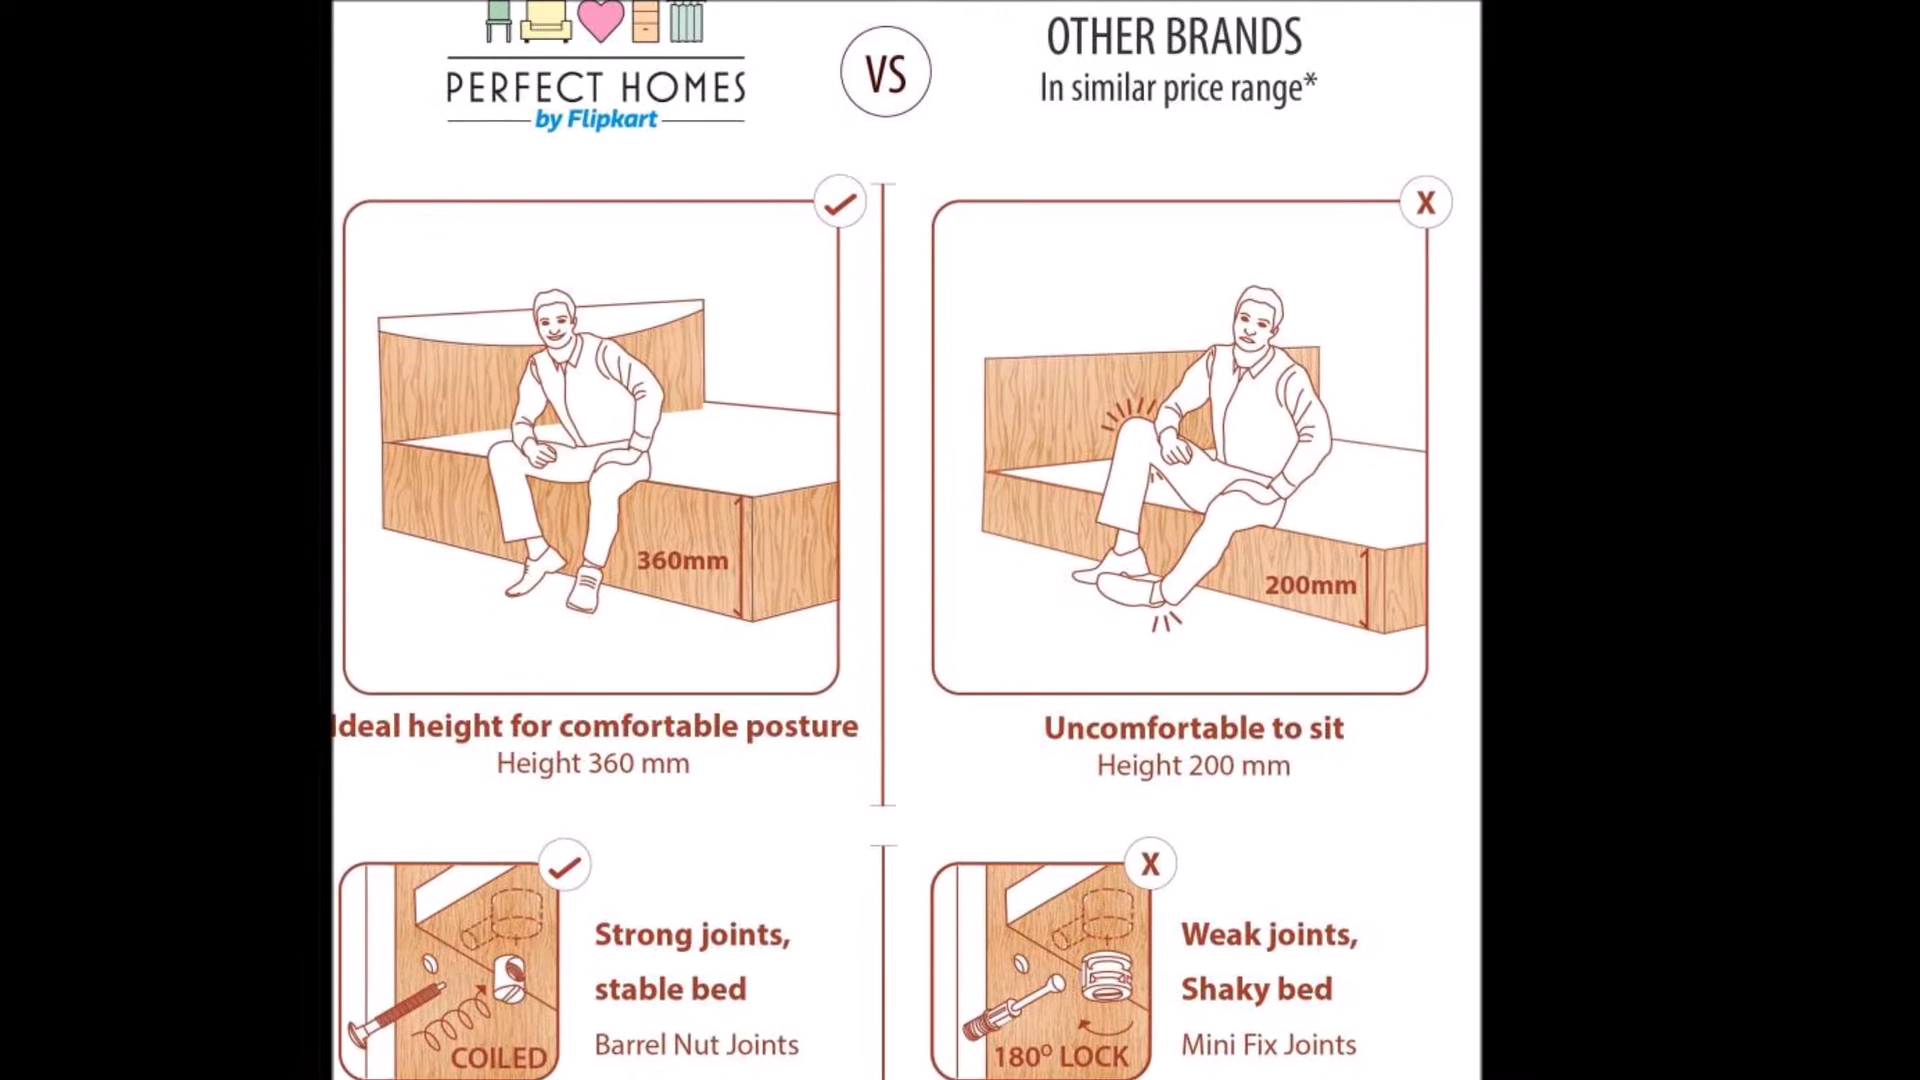 PERFECT HOMES
by Flipkart
VS
OTHER BRANDS
In similar price range*
X
360mm
200mm
Ideal height for comfortable posture
Height 360 mm
Uncomfortable to sit
Height 200 mm
X
Strong joints,
stable bed
Barrel Nut Joints
COILED
Weak joints,
Shaky bed
Mini Fix Joints
180⁰ LOCK